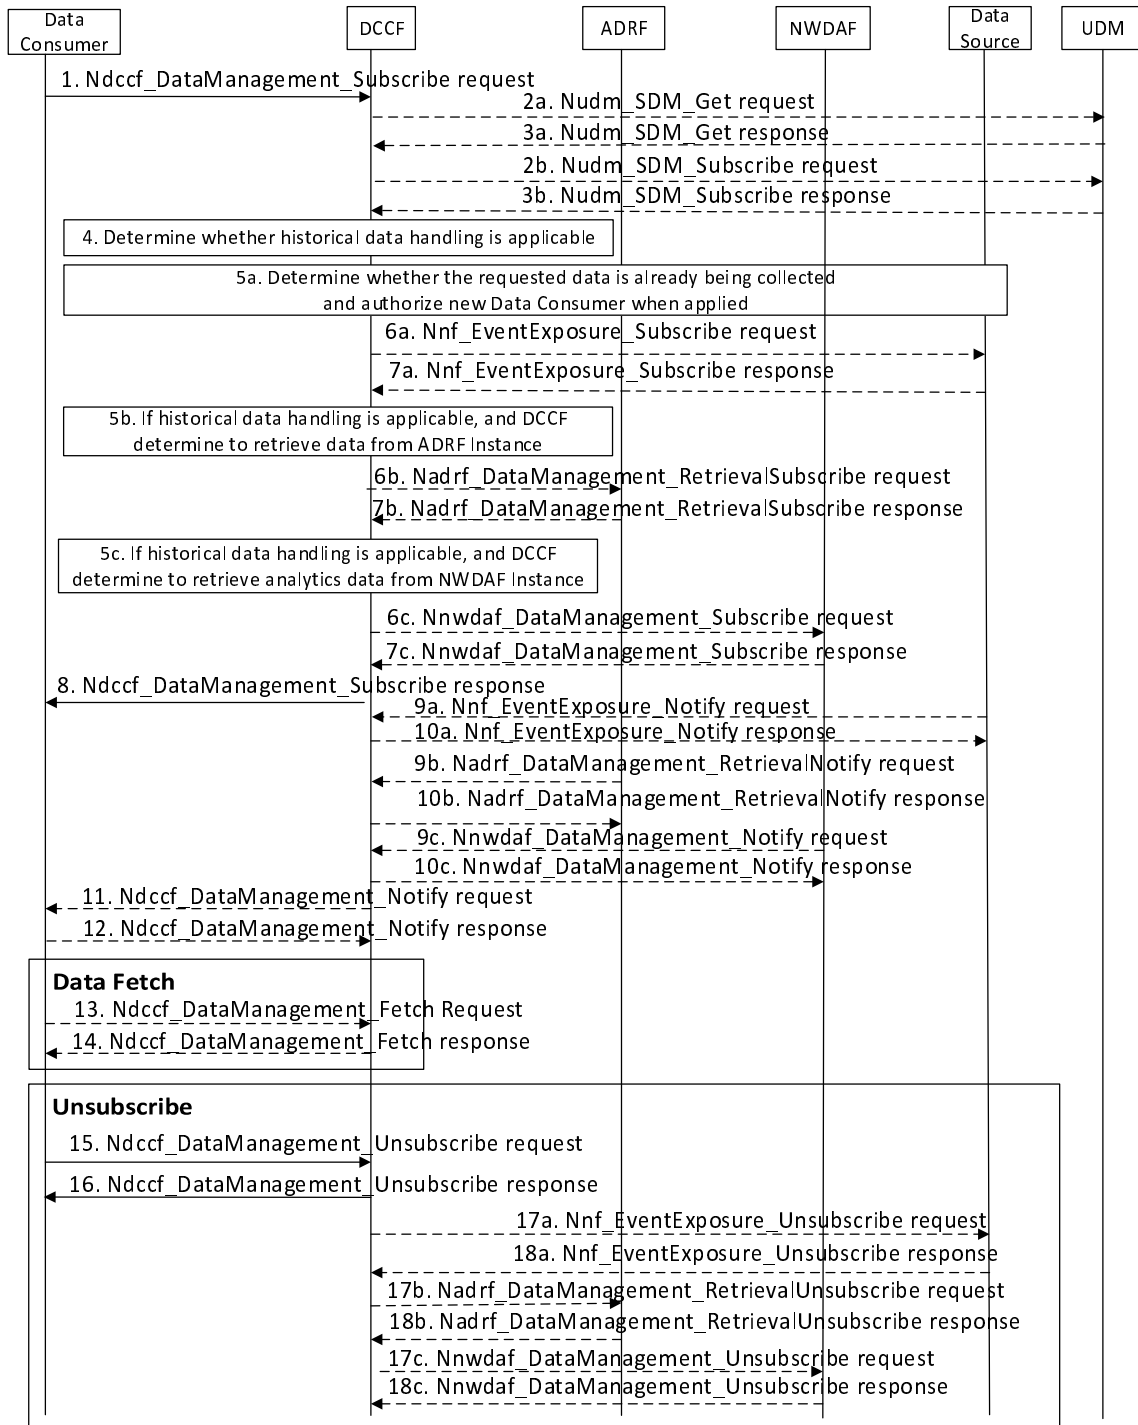 Data
Consumer
DCCF
ADRF
NWDAF
Data
Source
UDM
1. Ndccf_DataManagement_Subscribe request
2a. Nudm_SDM_Get request
3a. Nudm_SDM_Get response
2b. Nudm_SDM_Subscribe request
3b. Nudm_SDM_Subscribe response
4. Determine whether historical data handling is applicable
5a. Determine whether the requested data is already being collected
and authorize new Data Consumer when applied
6a. Nnf_EventExposure_Subscribe request
7a. Nnf_EventExposure_Subscribe response
5b. If historical data handling is applicable, and DCCF
determine to retrieve data from ADRF Instance
6b. Nadrf_DataManagement_RetrievalSubscribe request
7b. Nadrf_DataManagement_RetrievalSubscribe response
5c. If historical data handling is applicable, and DCCF
determine to retrieve analytics data from NWDAF Instance
6c. Nnwdaf_DataManagement_Subscribe request
7c. Nnwdaf_DataManagement_Subscribe response
8. Ndccf_DataManagement_Subscribe response
9a. Nnf_EventExposure_Notify request
10a. Nnf_EventExposure_Notify response
9b. Nadrf_DataManagement_RetrievalNotify request
10b. Nadrf_DataManagement_RetrievalNotify response
9c. Nnwdaf_DataManagement_Notify request
10c. Nnwdaf_DataManagement_Notify response
11. Ndccf_DataManagement_Notify request
12. Ndccf_DataManagement_Notify response
Data Fetch
13. Ndccf_DataManagement_Fetch Request
14. Ndccf_DataManagement_Fetch response
Unsubscribe
15. Ndccf_DataManagement_Unsubscribe request
16. Ndccf_DataManagement_Unsubscribe response
17a. Nnf_EventExposure_Unsubscribe request
18a. Nnf_EventExposure_Unsubscribe response
17b. Nadrf_DataManagement_RetrievalUnsubscribe request
18b. Nadrf_DataManagement_RetrievalUnsubscribe response
17c. Nnwdaf_DataManagement_Unsubscribe request
18c. Nnwdaf_DataManagement_Unsubscribe response